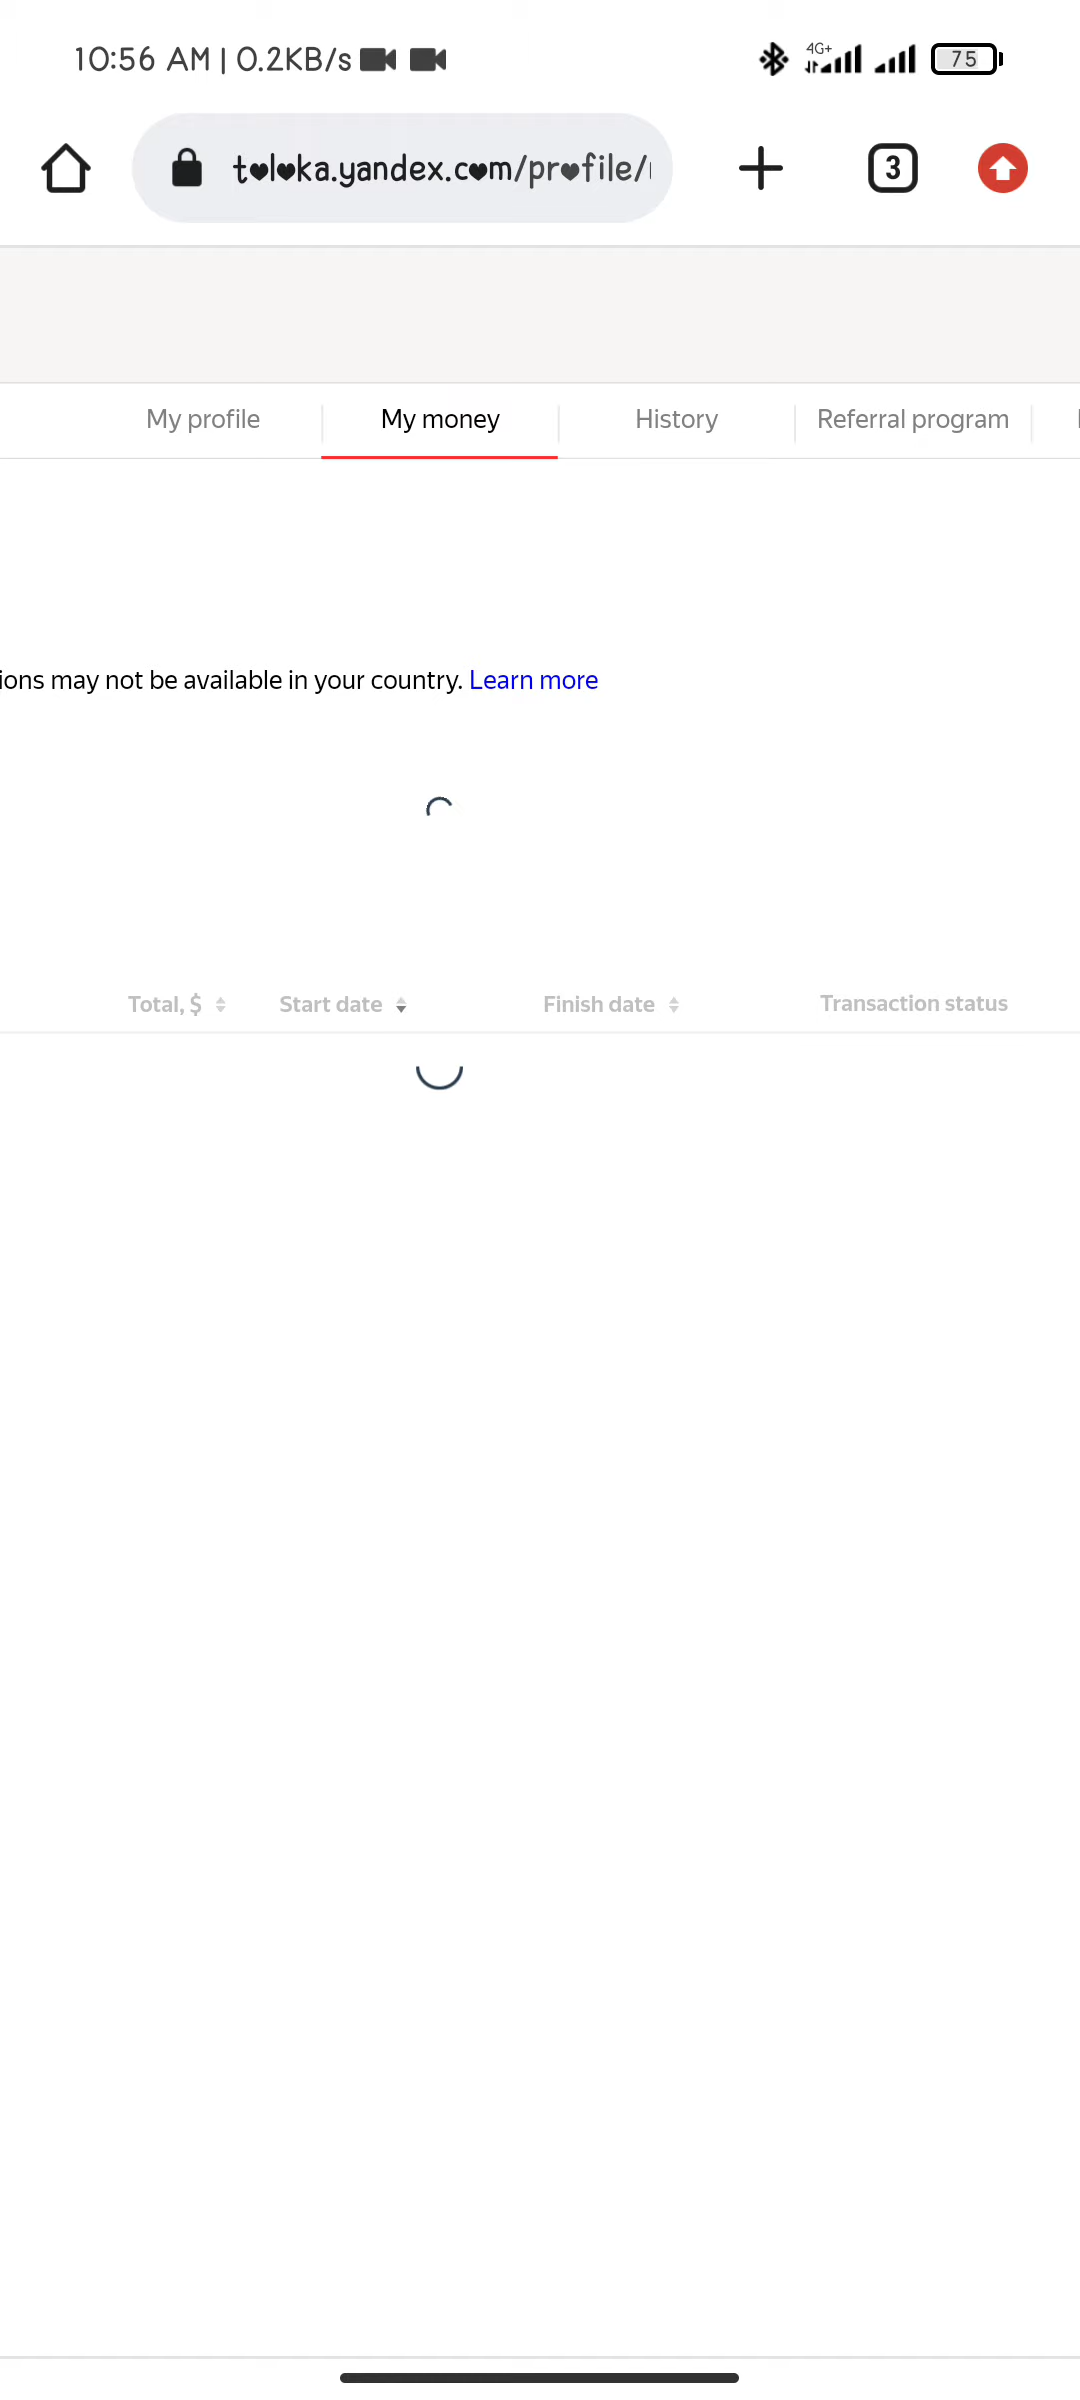 10:56 AM | 0.2KB/s
4G+
75
toloka.yandex.com/profile/
3
My profile
My money
History
Referral program
ions may not be available in your country. Learn more
Total, $
Start date
Finish date
Transaction status